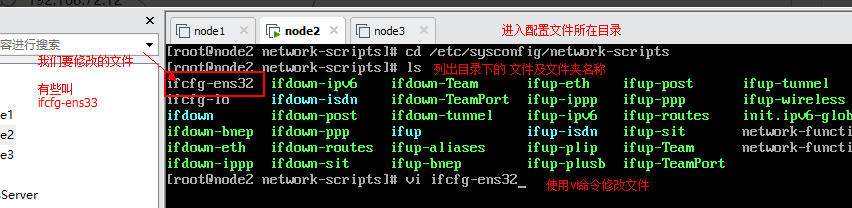 192.168.72.12
node1 node2 node3 进入配置文件所在目录
[root@node2 network-scripts]# cd /etc/sysconfig/network-scripts
容进行搜索
[root@node2 network-scripts]# ls 列出目录下的 文件及文件夹名称
我们要修改的文件
ifcfg-ens32 ifdown-ipv6 ifdown-Team ifup-eth ifup-post ifup-tunnel
有些叫
ifcfg-ens33
ifcfg-lo ifdown-isdn ifdown-TeamPort ifup-ippp ifup-ppp ifup-wireless
e1 ifdown ifdown-post ifdown-tunnel ifup-ipv6 ifup-routes init.ipv6-glob
e2 ifdown-bnep ifdown-ppp ifup ifup-isdn ifup-sit network-functi
e3 ifdown-eth ifdown-routes ifup-aliases ifup-plip ifup-Team network-functi
ifdown-ippp ifdown-sit ifup-bnep ifup-plusb ifup-TeamPort
[root@node2 network-scripts]# vi ifcfg-ens32_ 使用vi命令修改文件
sServer